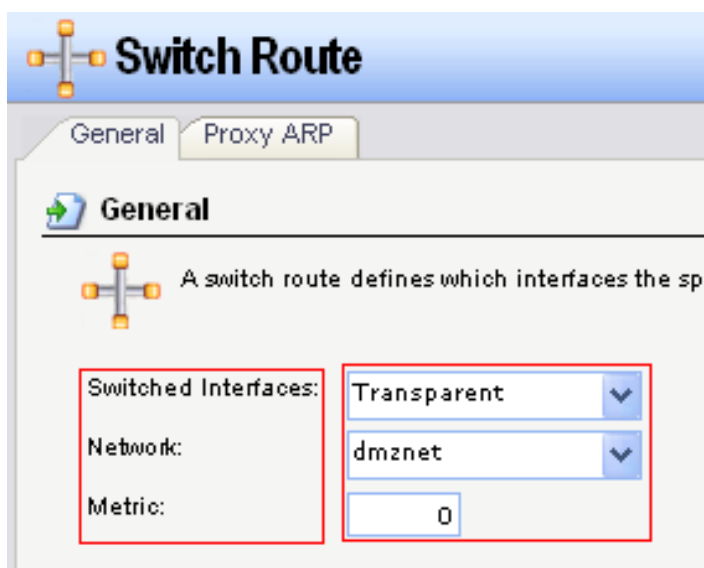 Switch Route
General Proxy ARP
General
A switch route defines which interfaces the sp
Switched Interfaces: Transparent
Network: dmznet
Metric: 0